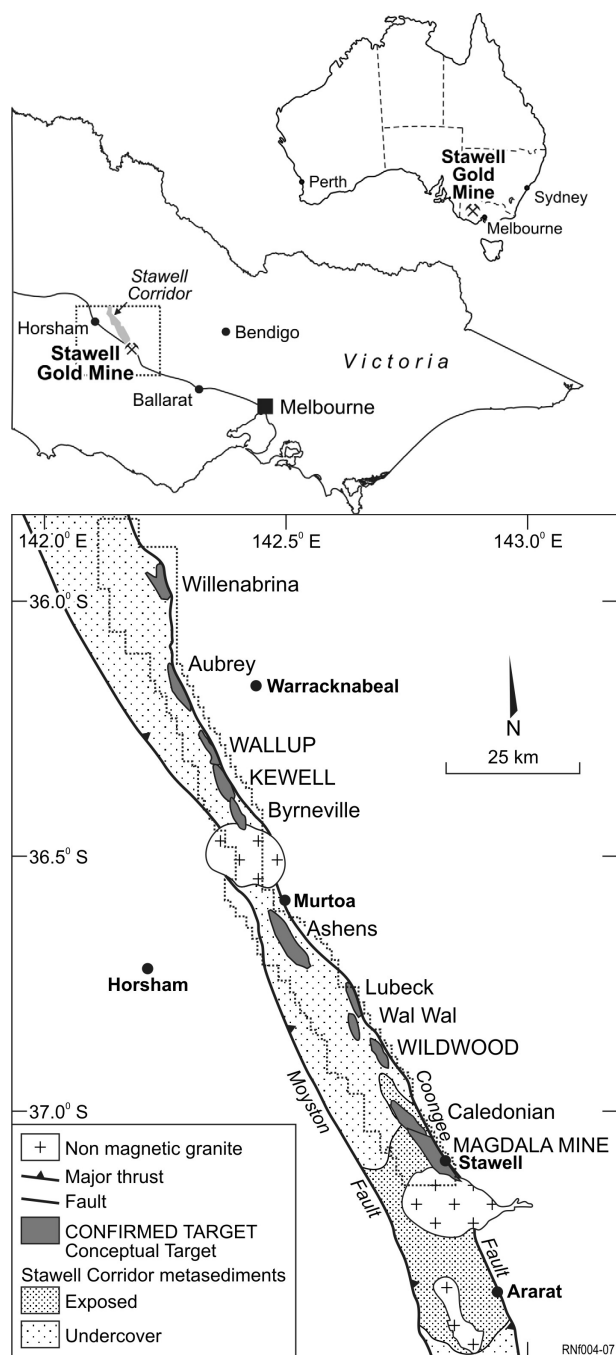 Perth
Stawell
Gold
Mine
Sydney
Melbourne
Stawell
Corridor
Horsham
Bendigo
Stawell
Gold Mine
Victoria
Ballarat
Melbourne
142.0° E
142.5° E
143.0° E
Willenabrina
36.0° S
Aubrey
Warracknabeal
WALLUP
N
KEWELL
25 km
Byrneville
36.5° S
Murtoa
Ashens
Horsham
Lubeck
Wal Wal
WILDWOOD
Moyston
Coongee
37.0° S
Caledonian
MAGDALA MINE
Stawell
Fault
Fault
Ararat
Non magnetic granite
Major thrust
Fault
CONFIRMED TARGET
Conceptual Target
Stawell Corridor metasediments
Exposed
Undercover
RNf004-07